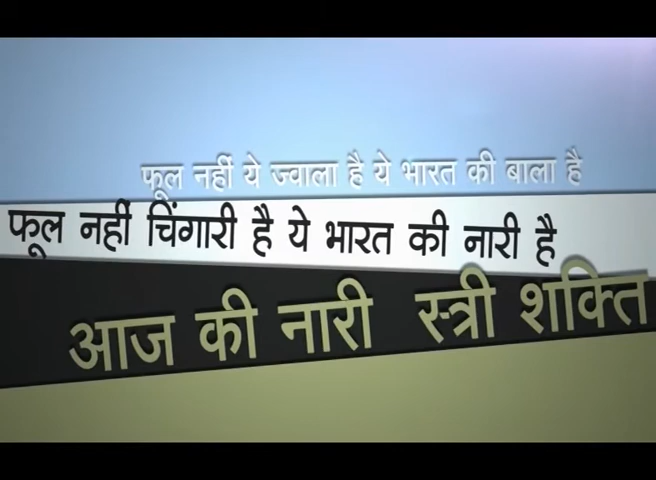 फूल नहीं ये ज्वाला है ये भारत की बाला है
फूल नहीं चिंगारी है ये भारत की नारी है
आज की नारी स्त्री शक्ति